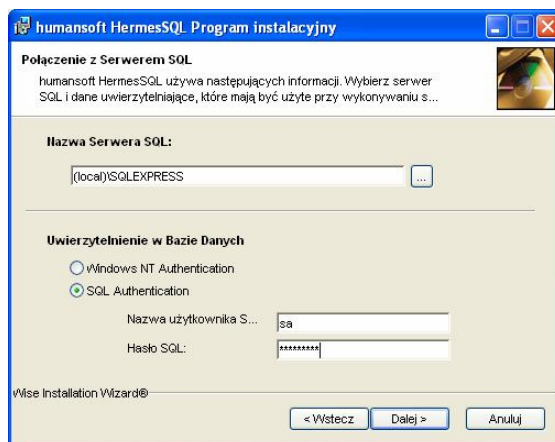 humansoft HermesSQL Program instalacyjny
Połączenie z Serwerem SQL
humansoft HermesSQL używa następujących informacji. Wybierz serwer
SQL i dane uwierzytelniające, które mają być użyte przy wykonywaniu s...
Nazwa Serwera SQL:
(local)\SQLEXPRESS
...
Uwierzytelnienie w Bazie Danych
Windows NT Authentication
SQL Authentication
Nazwa użytkownika S...
sa
Hasło SQL:
*********
Wise Installation Wizard®
< Wstecz
Dalej >
Anuluj